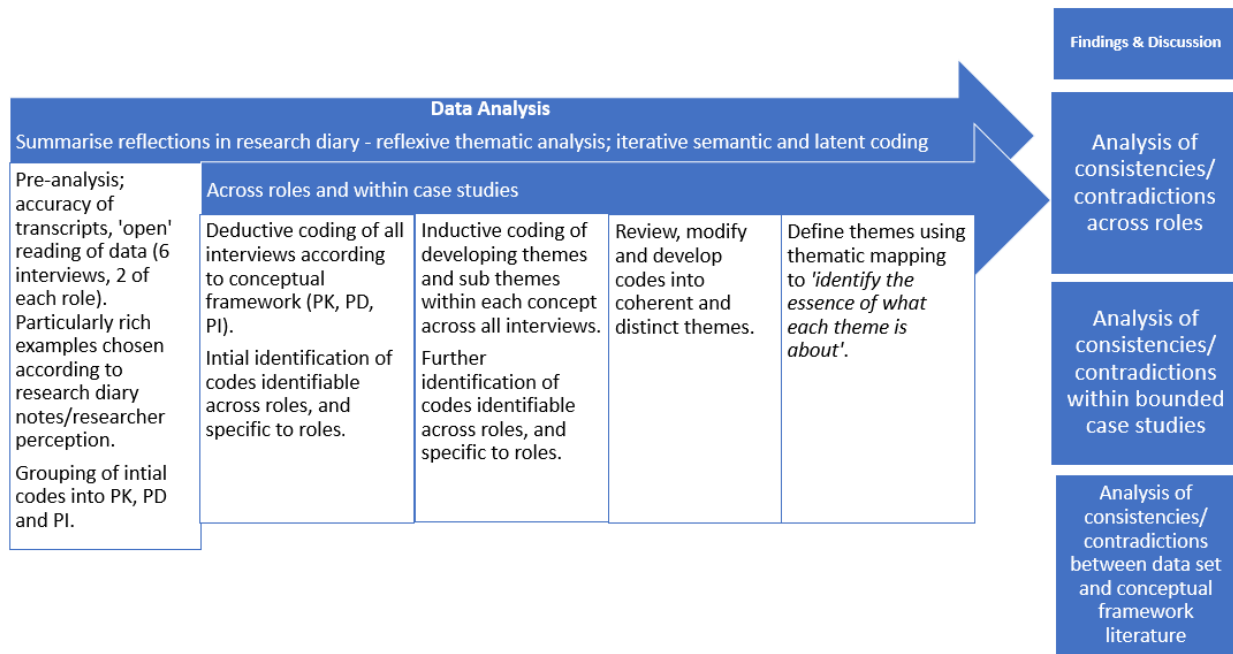 Data Analysis
Summarise reflections in research diary - reflexive thematic analysis; iterative semantic and latent coding
Pre-analysis;
accuracy of
transcripts, 'open'
reading of data (6
interviews, 2 of
each role).
Particularly rich
examples chosen
according to
research diary
notes/researcher
perception.
Grouping of intial
codes into PK, PD
and PI.
Across roles and within case studies
Deductive coding of all
interviews according
to conceptual
framework (PK, PD,
PI).
Intial identification of
codes identifiable
across roles, and
specific to roles.
Inductive coding of
developing themes
and sub themes
within each concept
across all interviews.
Further
identification of
codes identifiable
across roles, and
specific to roles.
Review, modify
and develop
codes into
coherent and
distinct themes.
Define themes using
thematic mapping
to 'identify the
essence of what
each theme is
about'.
Findings & Discussion
Analysis of
consistencies/
contradictions
across roles
Analysis of
consistencies/
contradictions
within bounded
case studies
Analysis of
consistencies/
contradictions
between data set
and conceptual
framework
literature